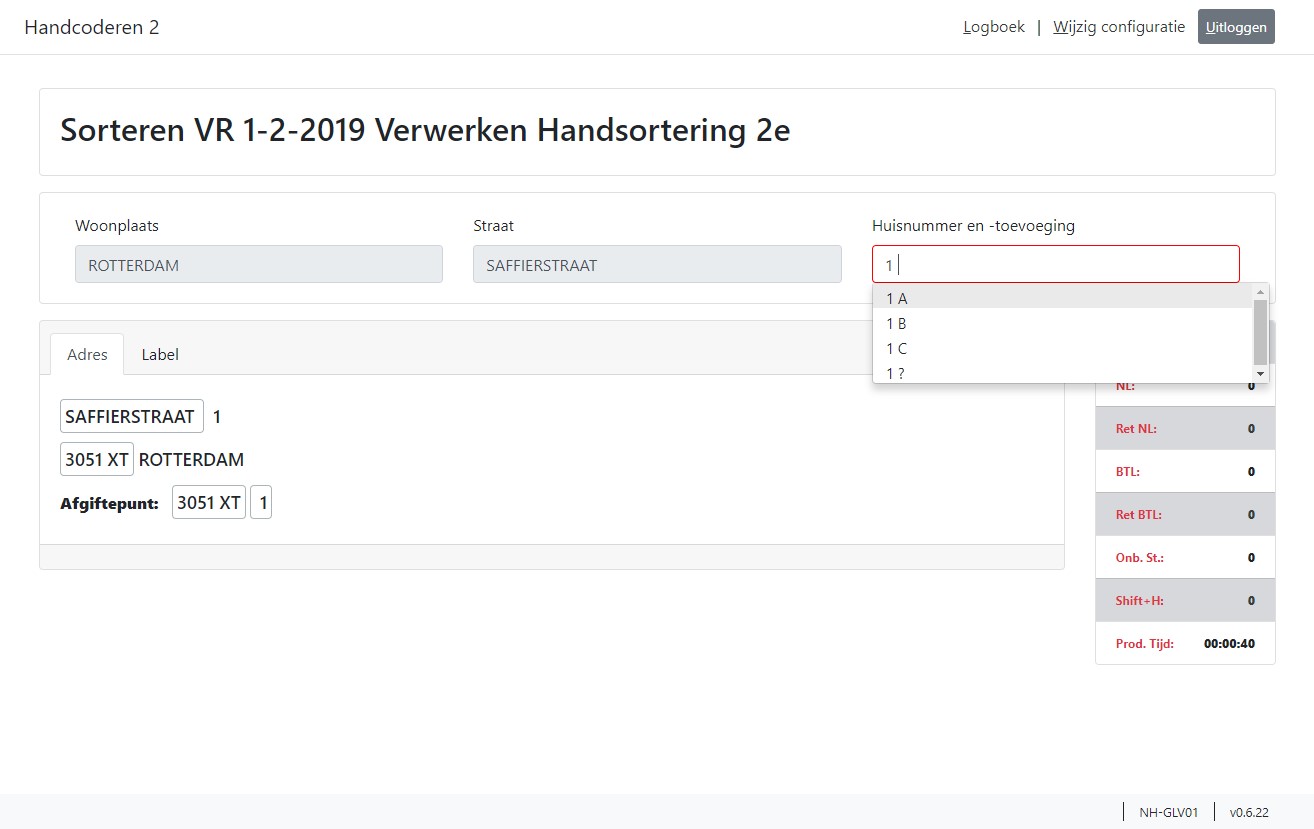 Handcoderen 2
Logboek | Wijzig configuratie Uitloggen
Sorteren VR 1-2-2019 Verwerken Handsortering 2e
Woonplaats Straat Huisnummer en -toevoeging
ROTTERDAM SAFFIERSTRAAT 1
1 A
1 B
1 C
1 ?
Adres Label
SAFFIERSTRAAT 1
3051 XT ROTTERDAM
Afgiftepunt: 3051 XT 1
NL: 0
Ret NL: 0
BTL: 0
Ret BTL: 0
Onb. St.: 0
Shift+H: 0
Prod. Tijd: 00:00:40
NH-GLV01 v0.6.22